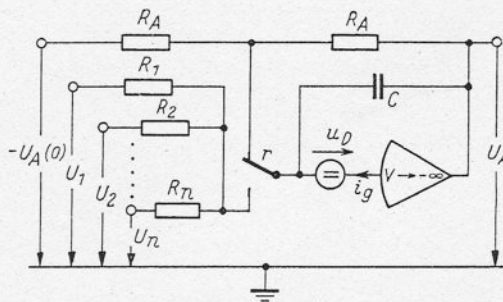 R_A R_A
R_1
R_2
C
-U_A(0) U_1 U_2 u_D r U_A
R_n i_g V→-∞
U_n